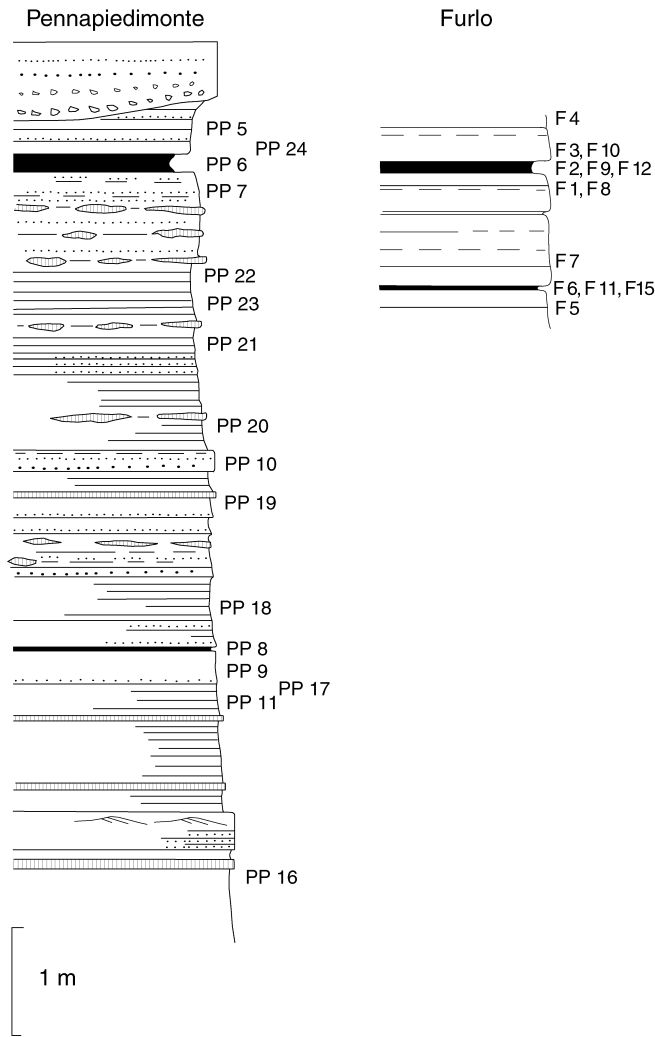 Pennapiedimonte
Furlo
PP 5
PP 24
PP 6
PP 7
PP 22
PP 23
PP 21
PP 20
PP 10
PP 19
PP 18
PP 8
PP 9
PP 17
PP 11
PP 16
1 m
F 4
F 3, F 10
F 2, F 9, F 12
F 1, F 8
F 7
F 6, F 11, F15
F 5